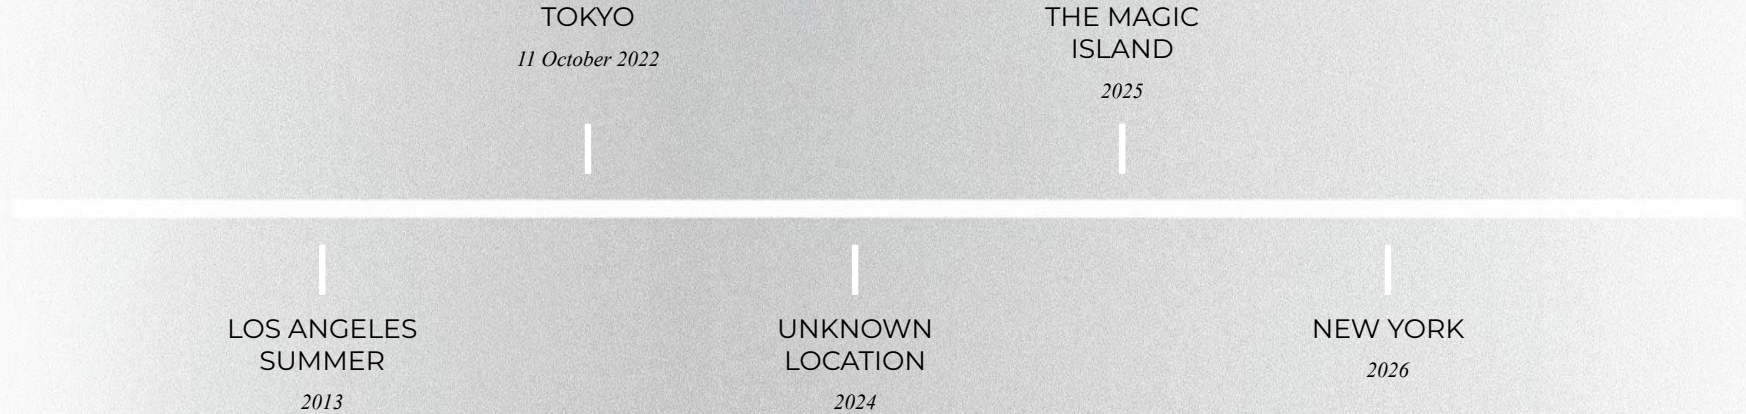 TOKYO
11 October 2022
THE MAGIC
ISLAND
2025
LOS ANGELES
SUMMER
2013
UNKNOWN
LOCATION
2024
NEW YORK
2026